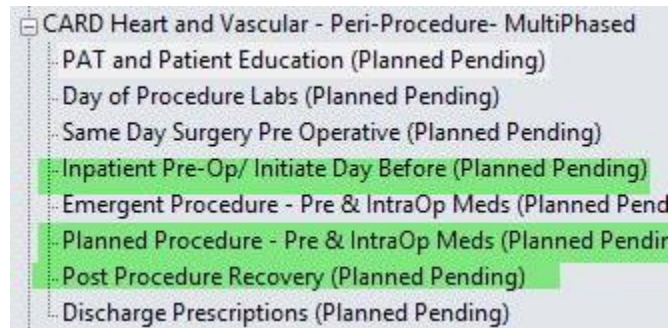 CARD Heart and Vascular - Peri-Procedure- MultiPhased
PAT and Patient Education (Planned Pending)
Day of Procedure Labs (Planned Pending)
Same Day Surgery Pre Operative (Planned Pending)
Inpatient Pre-Op/ Initiate Day Before (Planned Pending)
Emergent Procedure - Pre & IntraOp Meds (Planned Pend
Planned Procedure - Pre & IntraOp Meds (Planned Pendin
Post Procedure Recovery (Planned Pending)
Discharge Prescriptions (Planned Pending)